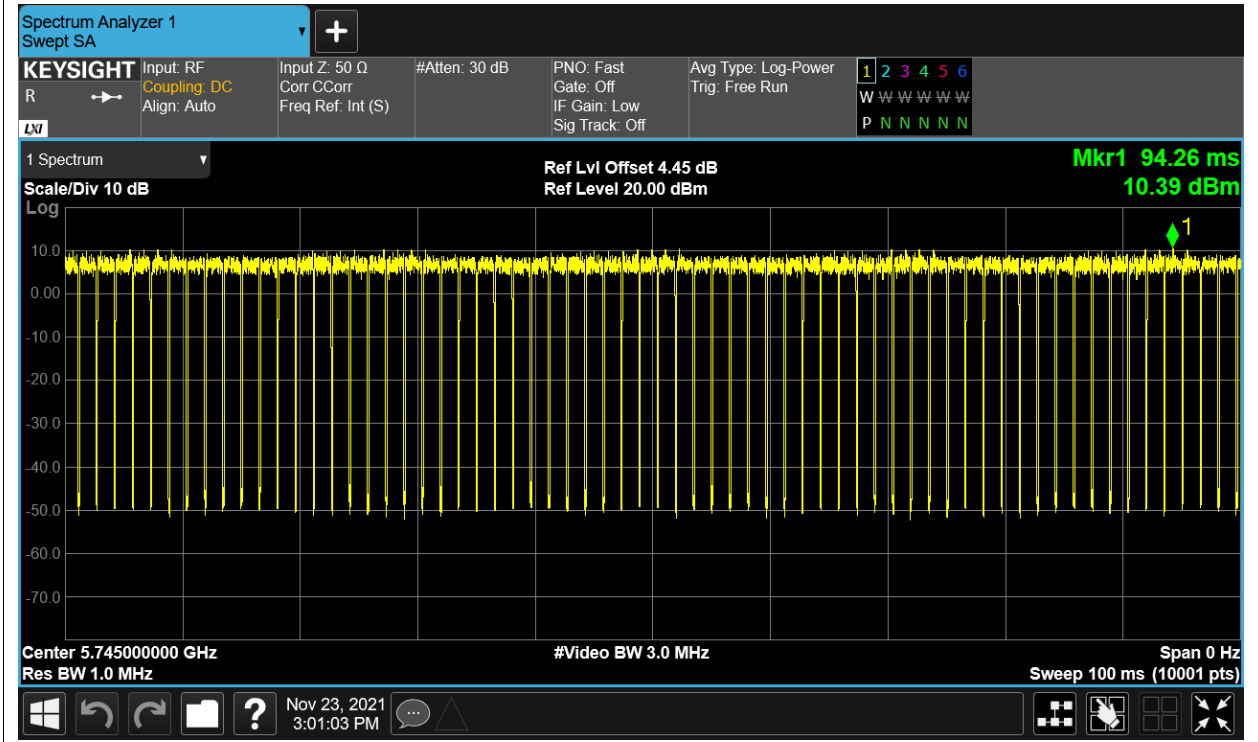 Spectrum Analyzer 1
Swept SA
KEYSIGHT
R
LXI
Input: RF
Coupling: DC
Align: Auto
Input Z: 50 Ω
Corr CCorr
Freq Ref: Int (S)
#Atten: 30 dB
PNO: Fast
Gate: Off
IF Gain: Low
Sig Track: Off
Avg Type: Log-Power
Trig: Free Run
1 2 3 4 5 6
W W W W W W
P N N N N N
1 Spectrum
Scale/Div 10 dB
Ref Lvl Offset 4.45 dB
Ref Level 20.00 dBm
Mkr1 94.26 ms
10.39 dBm
Log
1
10.0
0.00
-10.0
-20.0
-30.0
-40.0
-50.0
-60.0
-70.0
Center 5.745000000 GHz
Res BW 1.0 MHz
#Video BW 3.0 MHz
Span 0 Hz
Sweep 100 ms (10001 pts)
?
Nov 23, 2021
3:01:03 PM